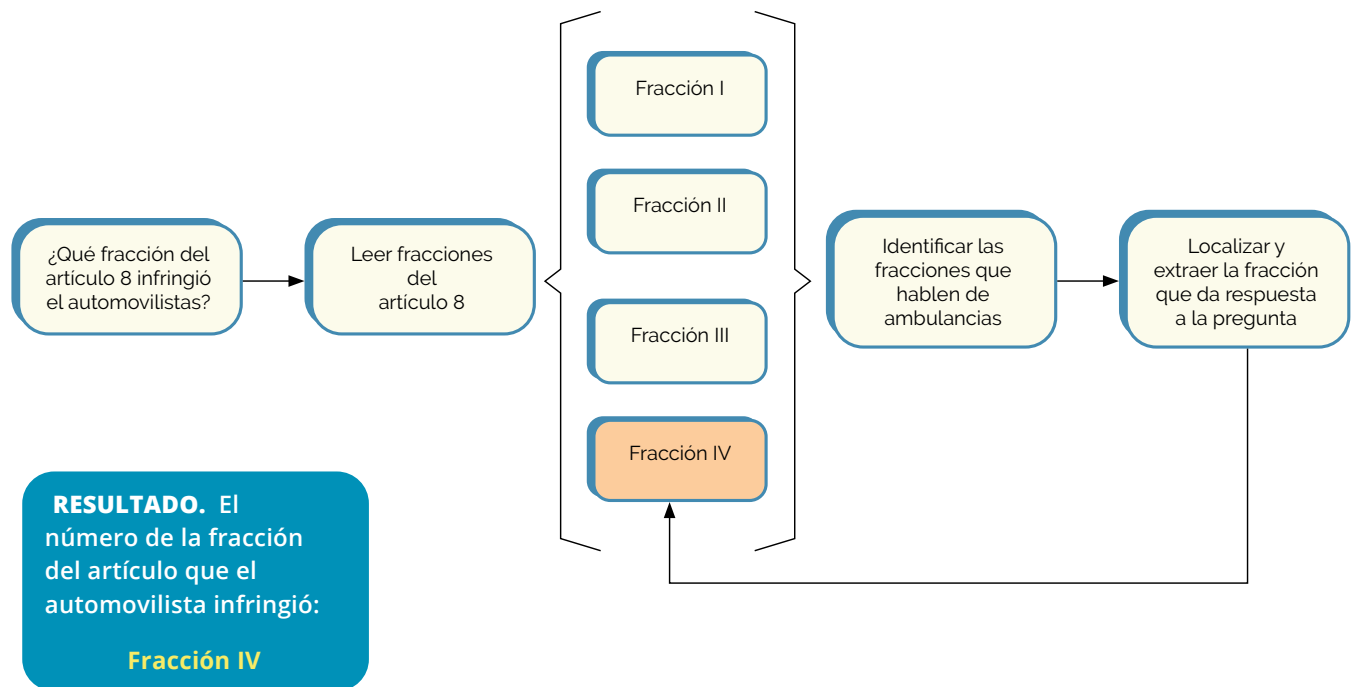 ¿Qué fracción del
artículo 8 infringió
el automovilistas?
Leer fracciones
del
artículo 8
Fracción I
Fracción II
Fracción III
Fracción IV
Identificar las
fracciones que
hablen de
ambulancias
Localizar y
extraer la fracción
que da respuesta
a la pregunta
RESULTADO. El
número de la fracción
del artículo que el
automovilista infringió:
Fracción IV